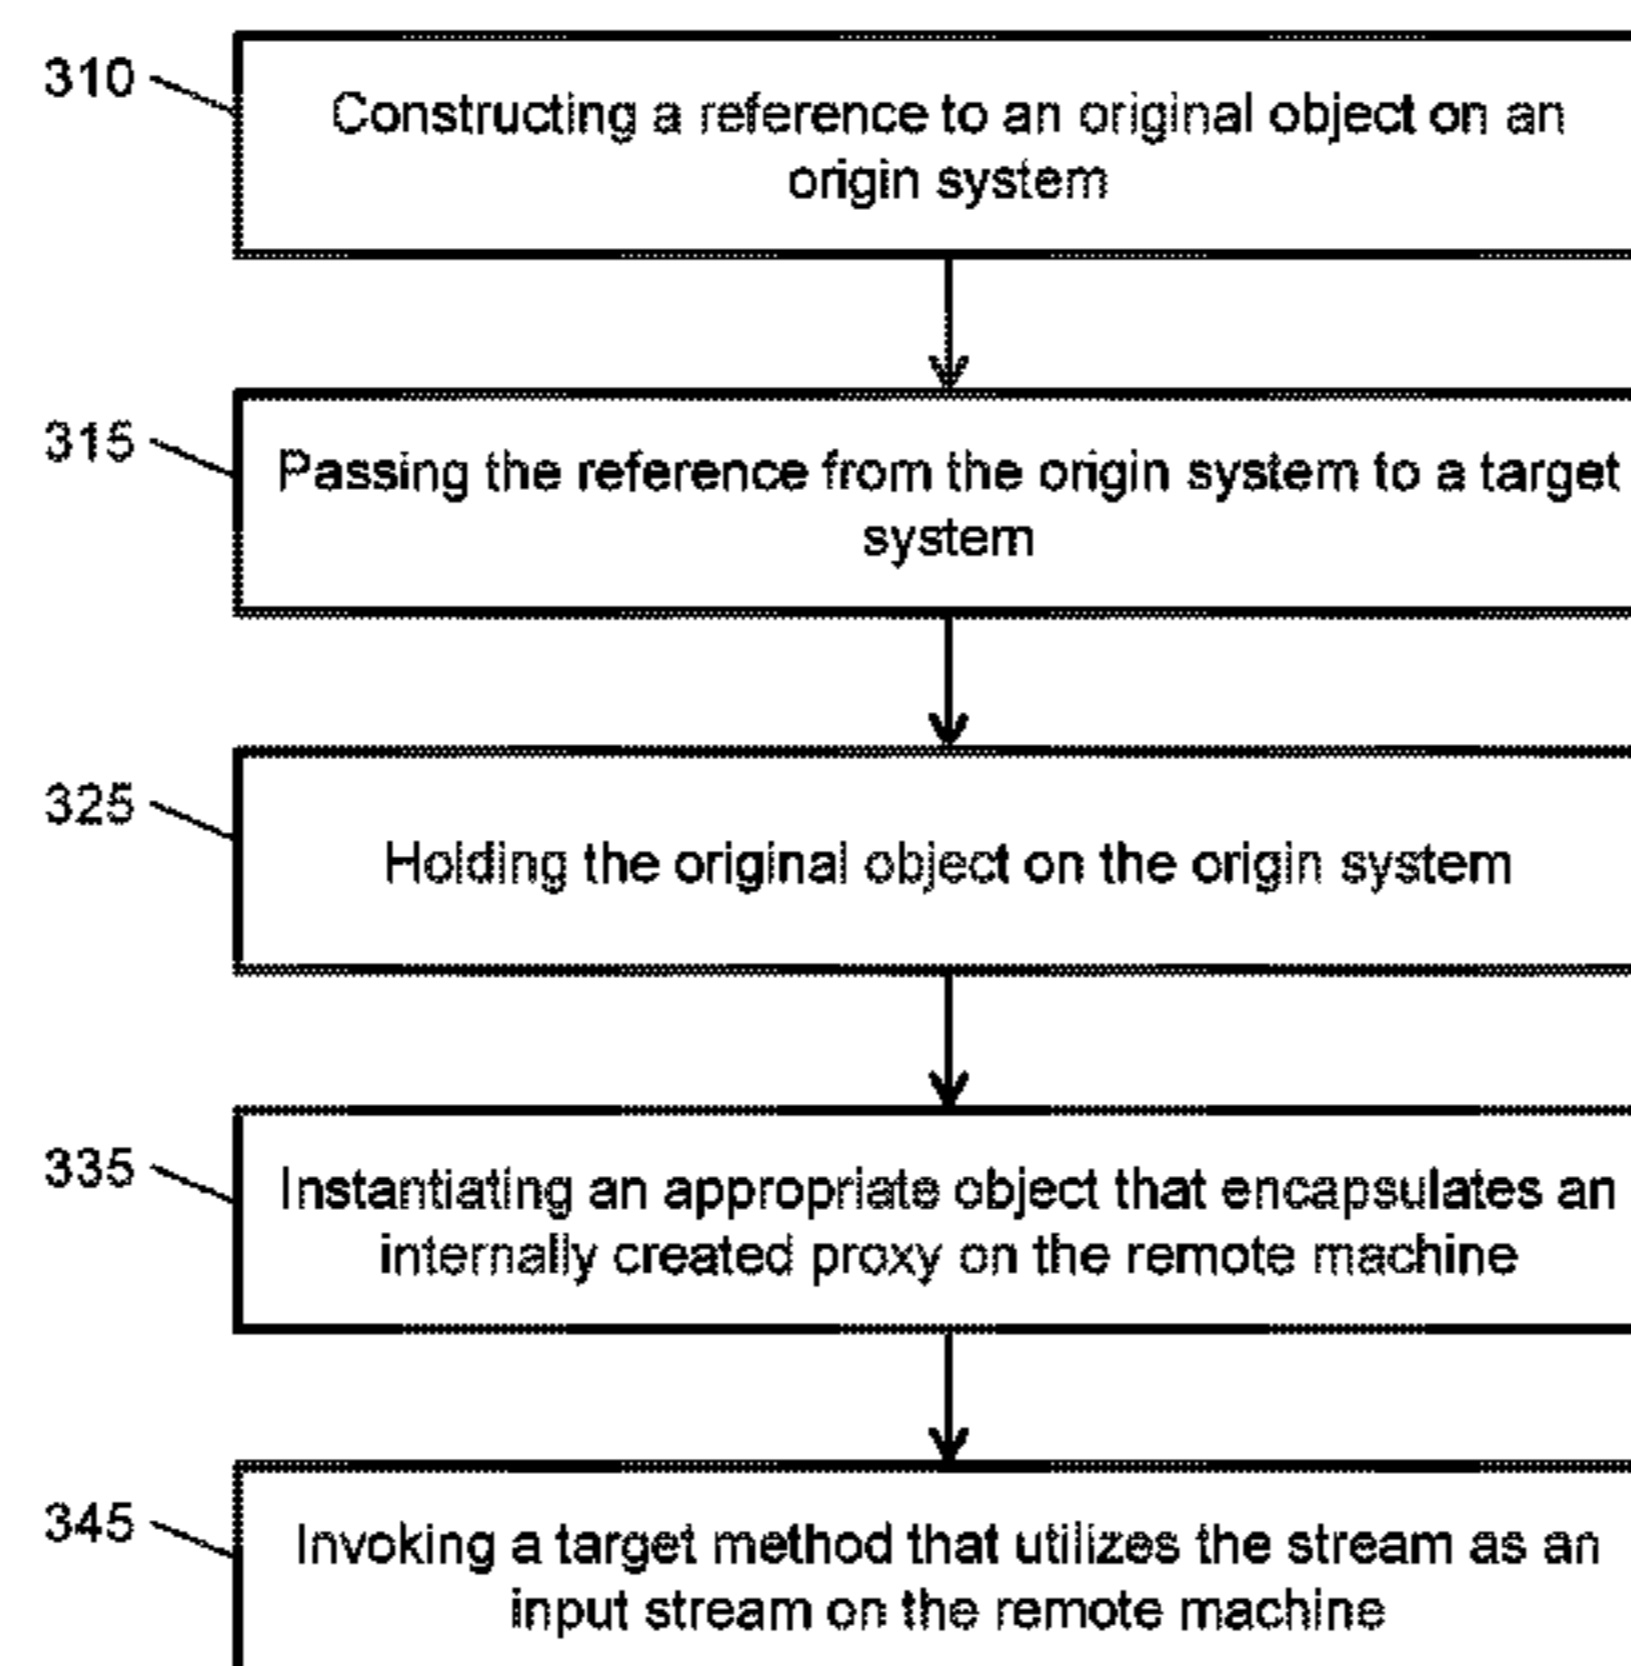 310
Constructing a reference to an original object on an
origin system
315
Passing the reference from the origin system to a target
system
325
Holding the original object on the origin system
335
Instantiating an appropriate object that encapsulates an
internally created proxy on the remote machine
345
Invoking a target method that utilizes the stream as an
input stream on the remote machine